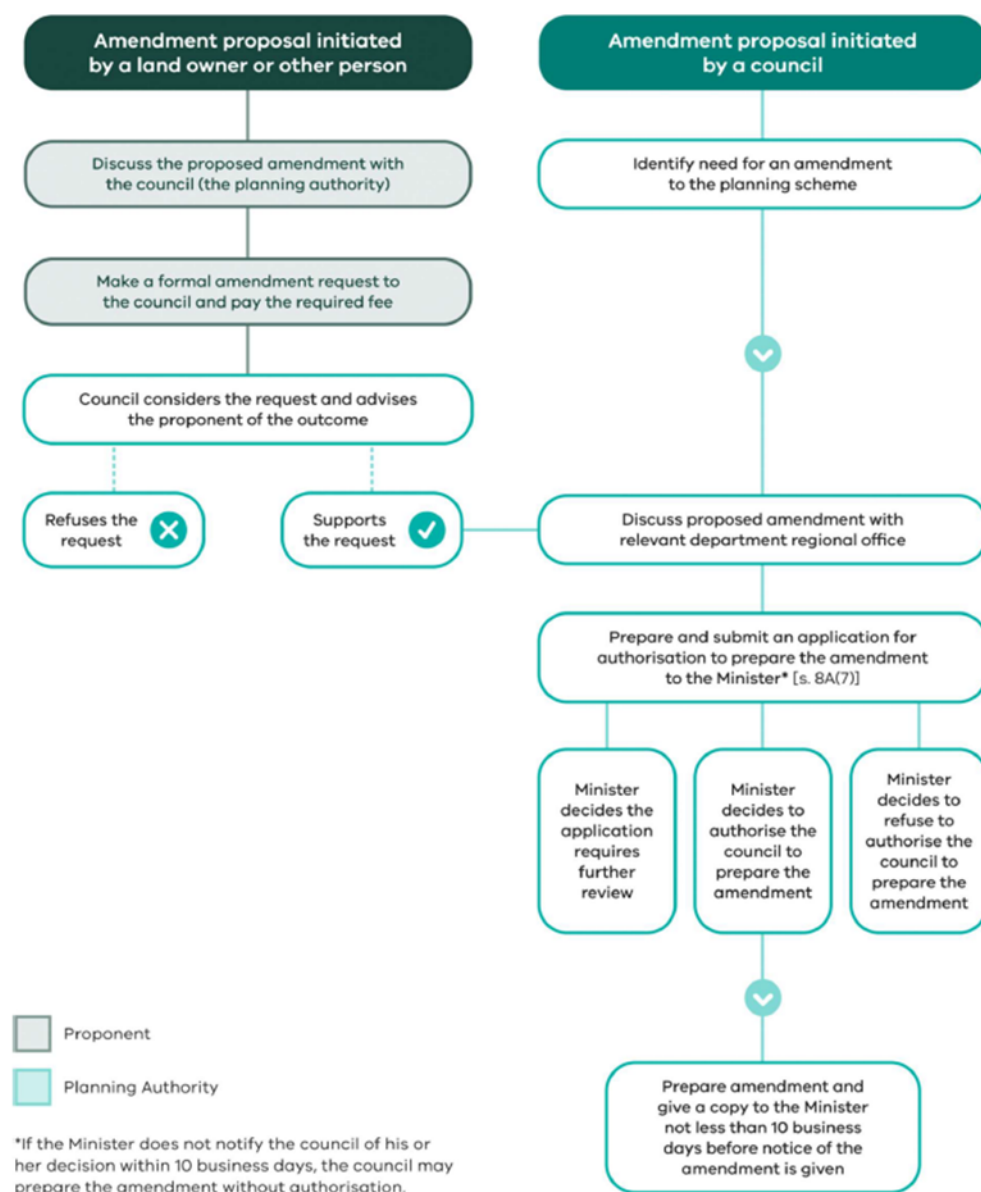 Amendment proposal initiated
by a land owner or other person
Discuss the proposed amendment with
the council (the planning authority)
Make a formal amendment request to
the council and pay the required fee
Council considers the request and advises
the proponent of the outcome
Refuses the
request
Supports
the request
Amendment proposal initiated
by a council
Identify need for an amendment
to the planning scheme
Discuss proposed amendment with
relevant department regional office
Prepare and submit an application for
authorisation to prepare the amendment
to the Minister* [s. 8A(7)]
Minister
decides the
application
requires
further
review
Minister
decides to
authorise the
council to
prepare the
amendment
Minister
decides to
refuse to
authorise the
council to
prepare the
amendment
Prepare amendment and
give a copy to the Minister
not less than 10 business
days before notice of the
amendment is given
Proponent
Planning Authority
*If the Minister does not notify the council of his or
her decision within 10 business days, the council may
prepare the amendment without authorisation.